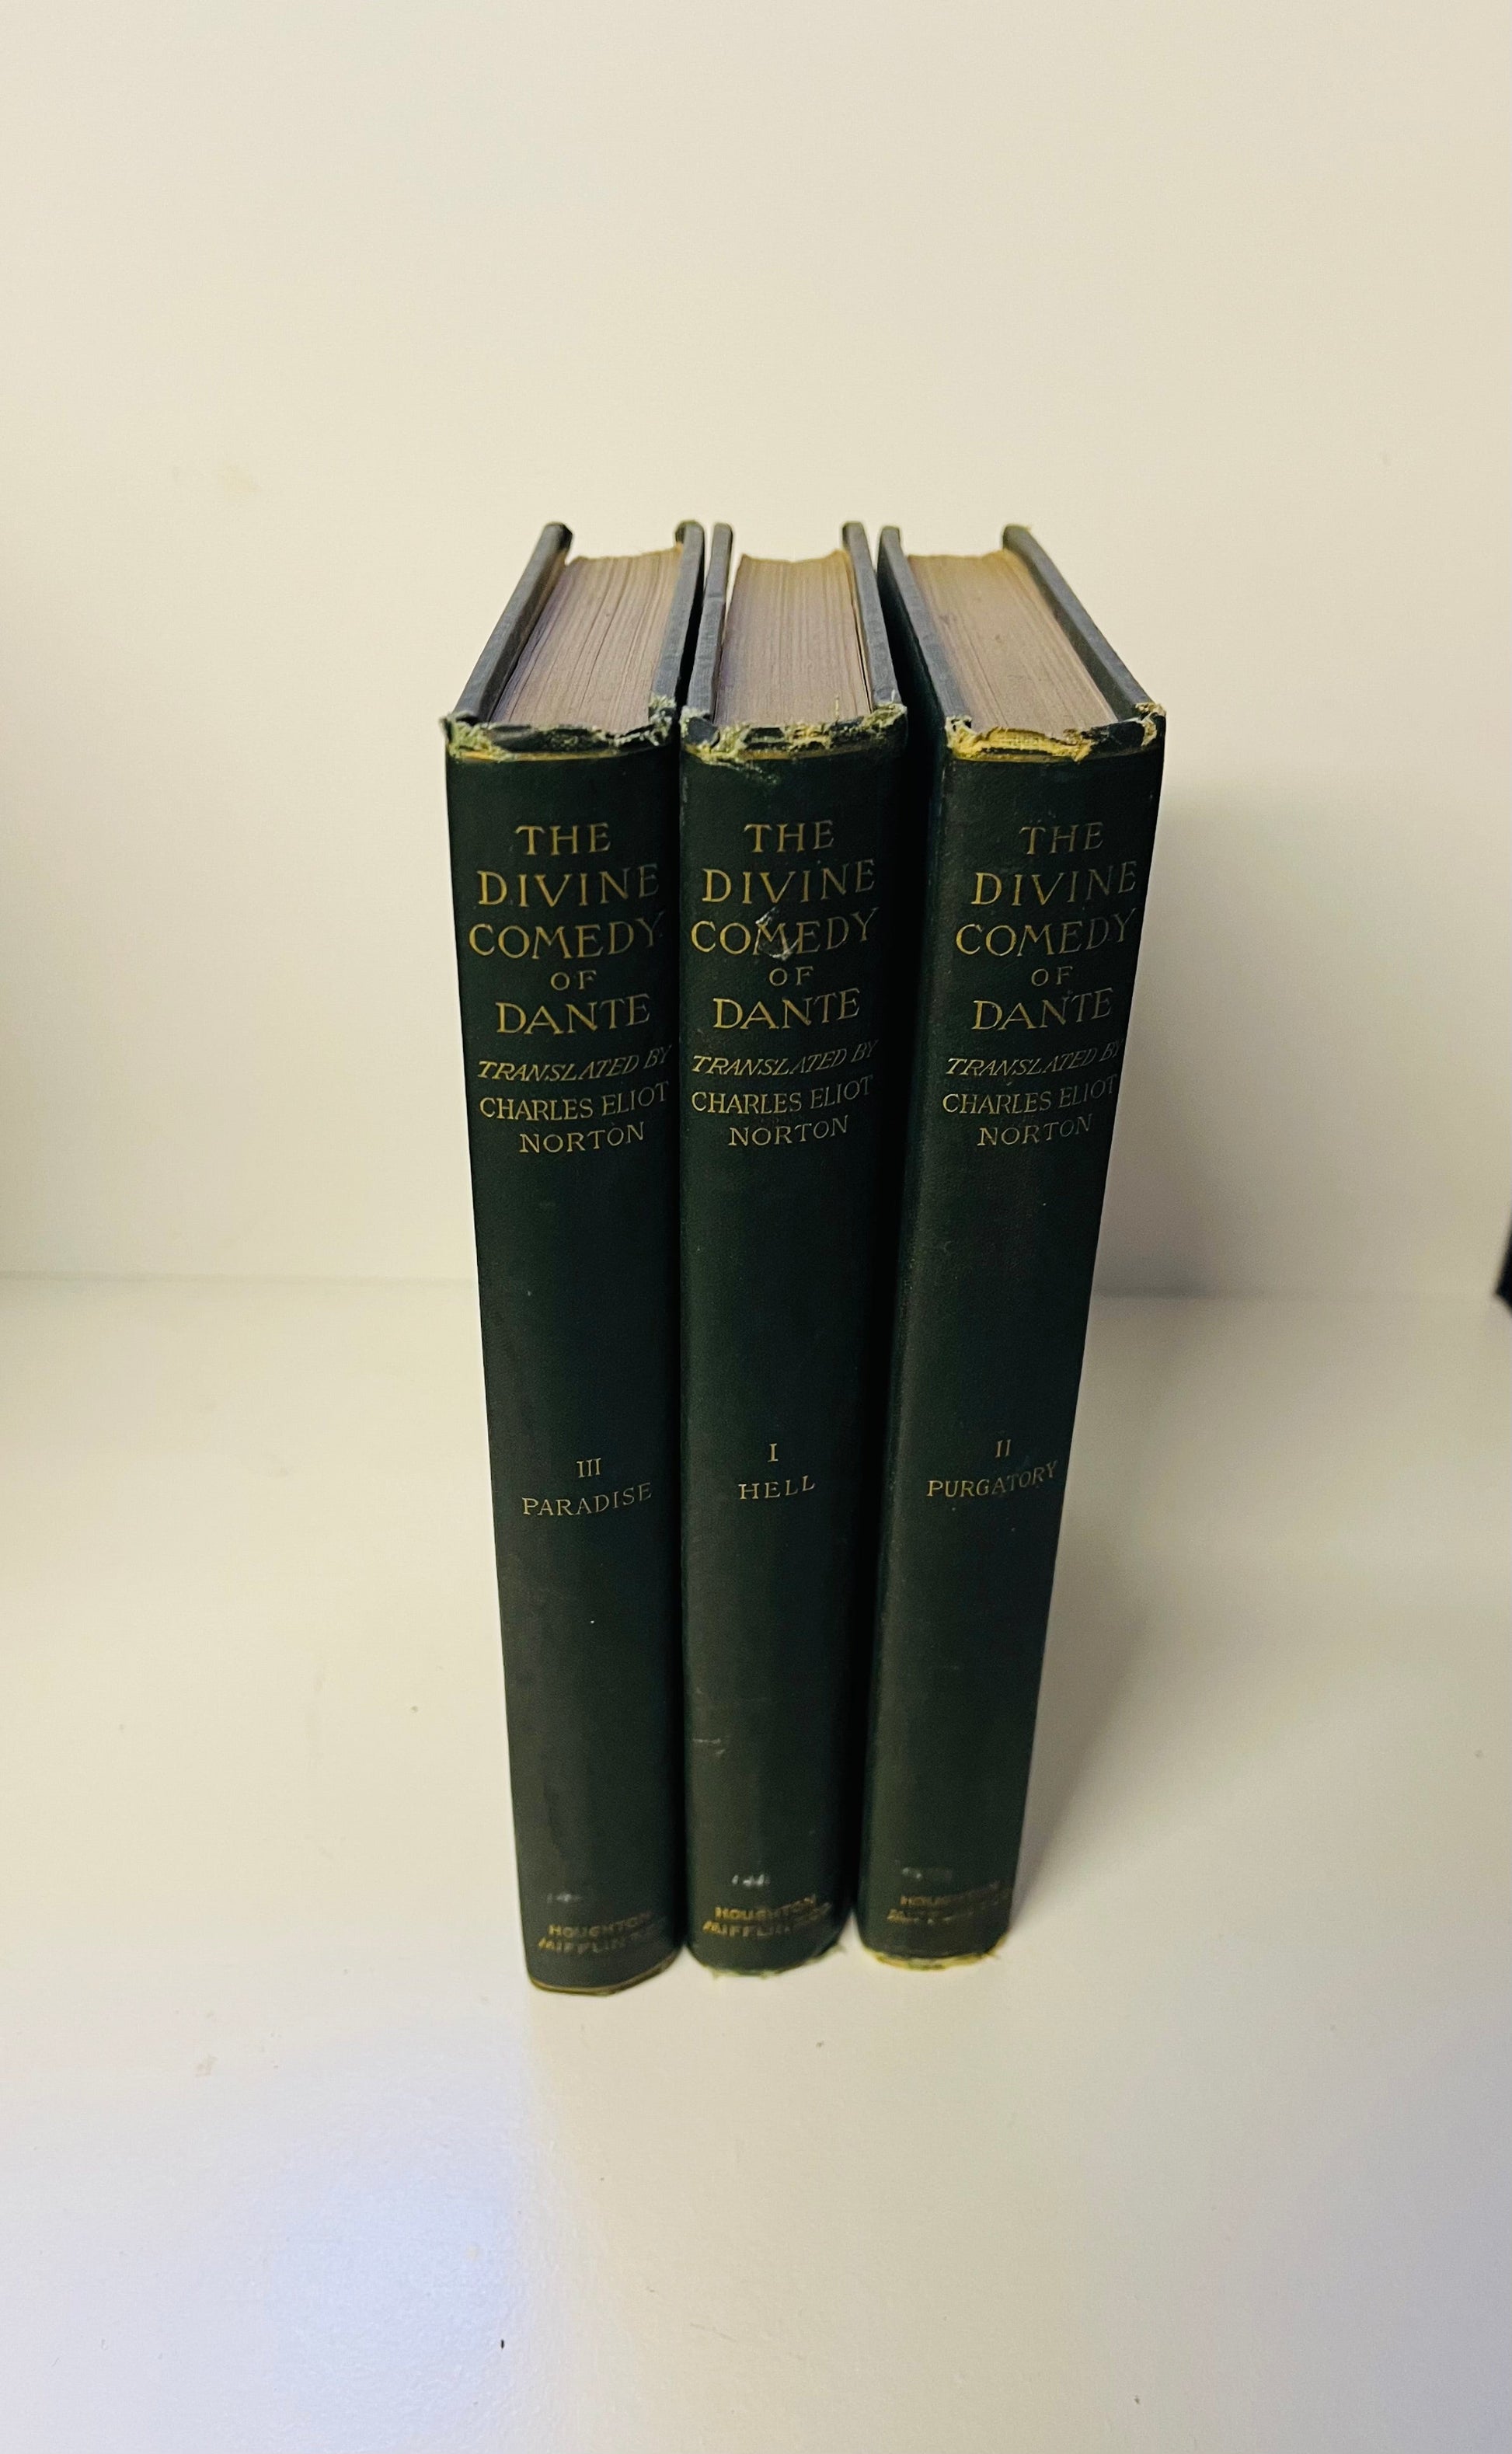 THE
DIVINE
COMEDY
OF
DANTE
TRANSLATED BY
CHARLES ELIOT
NORTON
III
PARADISE
HOUGHTON
MIFFLIN
THE
DIVINE
COMEDY
OF
DANTE
TRANSLATED BY
CHARLES ELIOT
NORTON
I
HELL
HOUGHTON
MIFFLIN
THE
DIVINE
COMEDY
OF
DANTE
TRANSLATED BY
CHARLES ELIOT
NORTON
II
PURGATORY
HOUGHTON